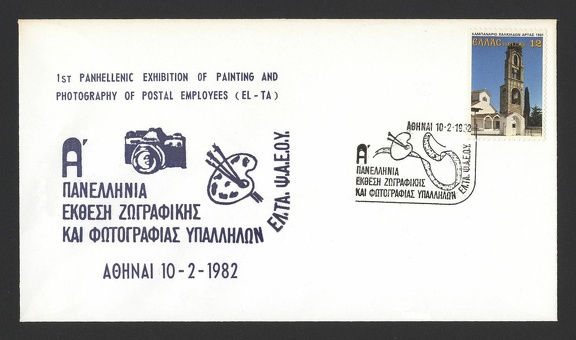 1ST PANHELLENIC EXHIBITION OF PAINTING AND
PHOTOGRAPHY OF POSTAL EMPLOYEES (EL-TA)
Α'
ΠΑΝΕΛΛΗΝΙΑ
ΕΚΘΕΣΗ ΖΩΓΡΑΦΙΚΗΣ
ΚΑΙ ΦΩΤΟΓΡΑΦΙΑΣ ΥΠΑΛΛΗΛΩΝ
ΕΛ.ΤΑ. Ψ.Α.Ε.Ο.Υ.
ΑΘΗΝΑΙ 10-2-1982
ΑΘΗΝΑΙ 10-2-1982
Α'
ΠΑΝΕΛΛΗΝΙΑ
ΕΚΘΕΣΗ ΖΩΓΡΑΦΙΚΗΣ
ΚΑΙ ΦΩΤΟΓΡΑΦΙΑΣ ΥΠΑΛΛΗΛΩΝ
ΕΛ.ΤΑ. Ψ.Α.Ε.Ο.Υ.
ΕΛΛΑΣ 12